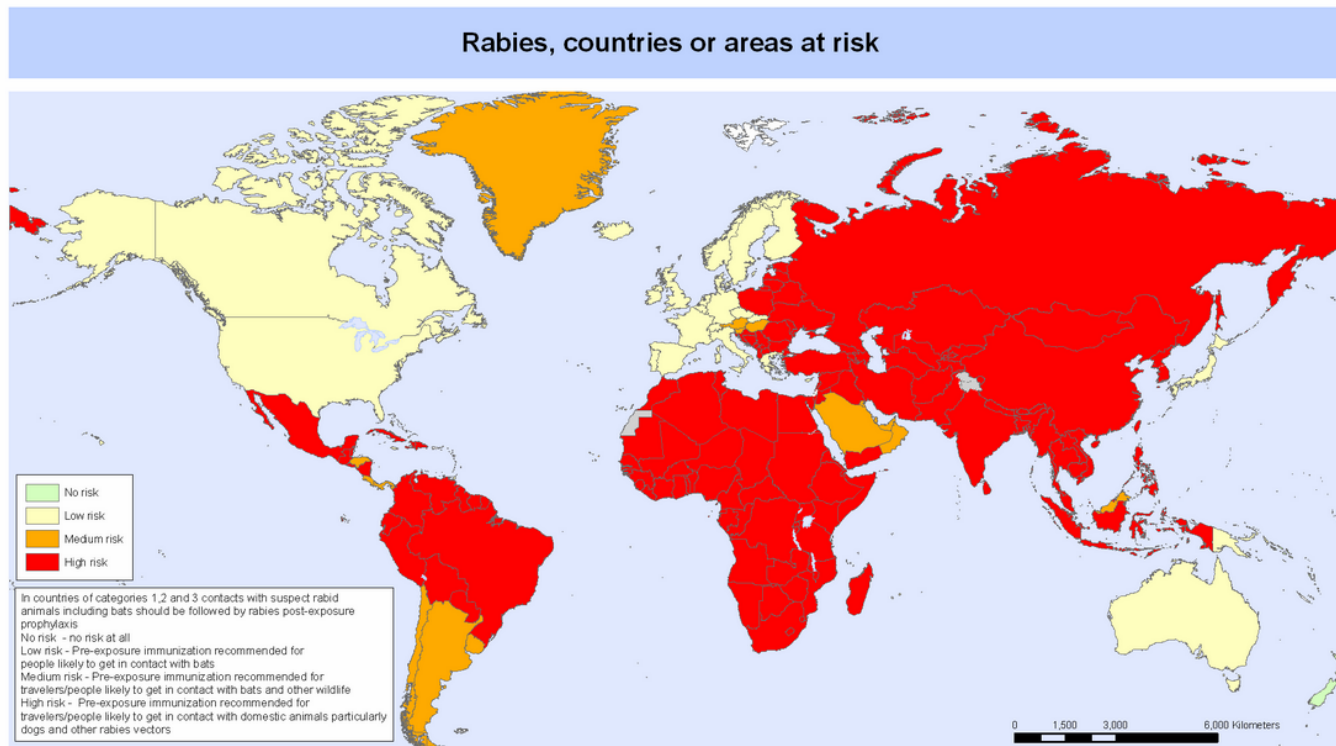 Rabies, countries or areas at risk
No risk
Low risk
Medium risk
High risk
In countries of categories 1,2 and 3 contacts with suspect rabid
animals including bats should be followed by rabies post-exposure
prophylaxis
No risk - no risk at all
Low risk - Pre-exposure immunization recommended for
people likely to get in contact with bats
Medium risk - Pre-exposure immunization recommended for
travelers/people likely to get in contact with bats and other wildlife
High risk - Pre-exposure immunization recommended for
travelers/people likely to get in contact with domestic animals particularly
dogs and other rabies vectors
0 1,500 3,000 6,000 Kilometers